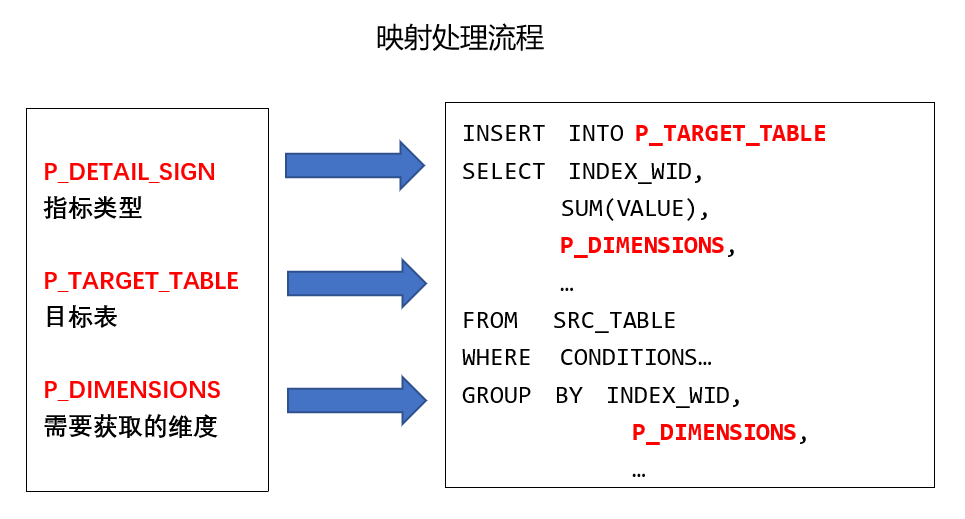 映射处理流程
P_DETAIL_SIGN
指标类型
P_TARGET_TABLE
目标表
P_DIMENSIONS
需要获取的维度
INSERT INTO P_TARGET_TABLE
SELECT INDEX_WID,
SUM(VALUE),
P_DIMENSIONS,
…
FROM SRC_TABLE
WHERE CONDITIONS…
GROUP BY INDEX_WID,
P_DIMENSIONS,
…